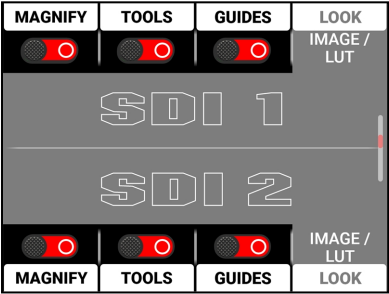 MAGNIFY TOOLS GUIDES LOOK
IMAGE /
LUT
SDI 1
SDI 2
IMAGE /
LUT
MAGNIFY TOOLS GUIDES LOOK